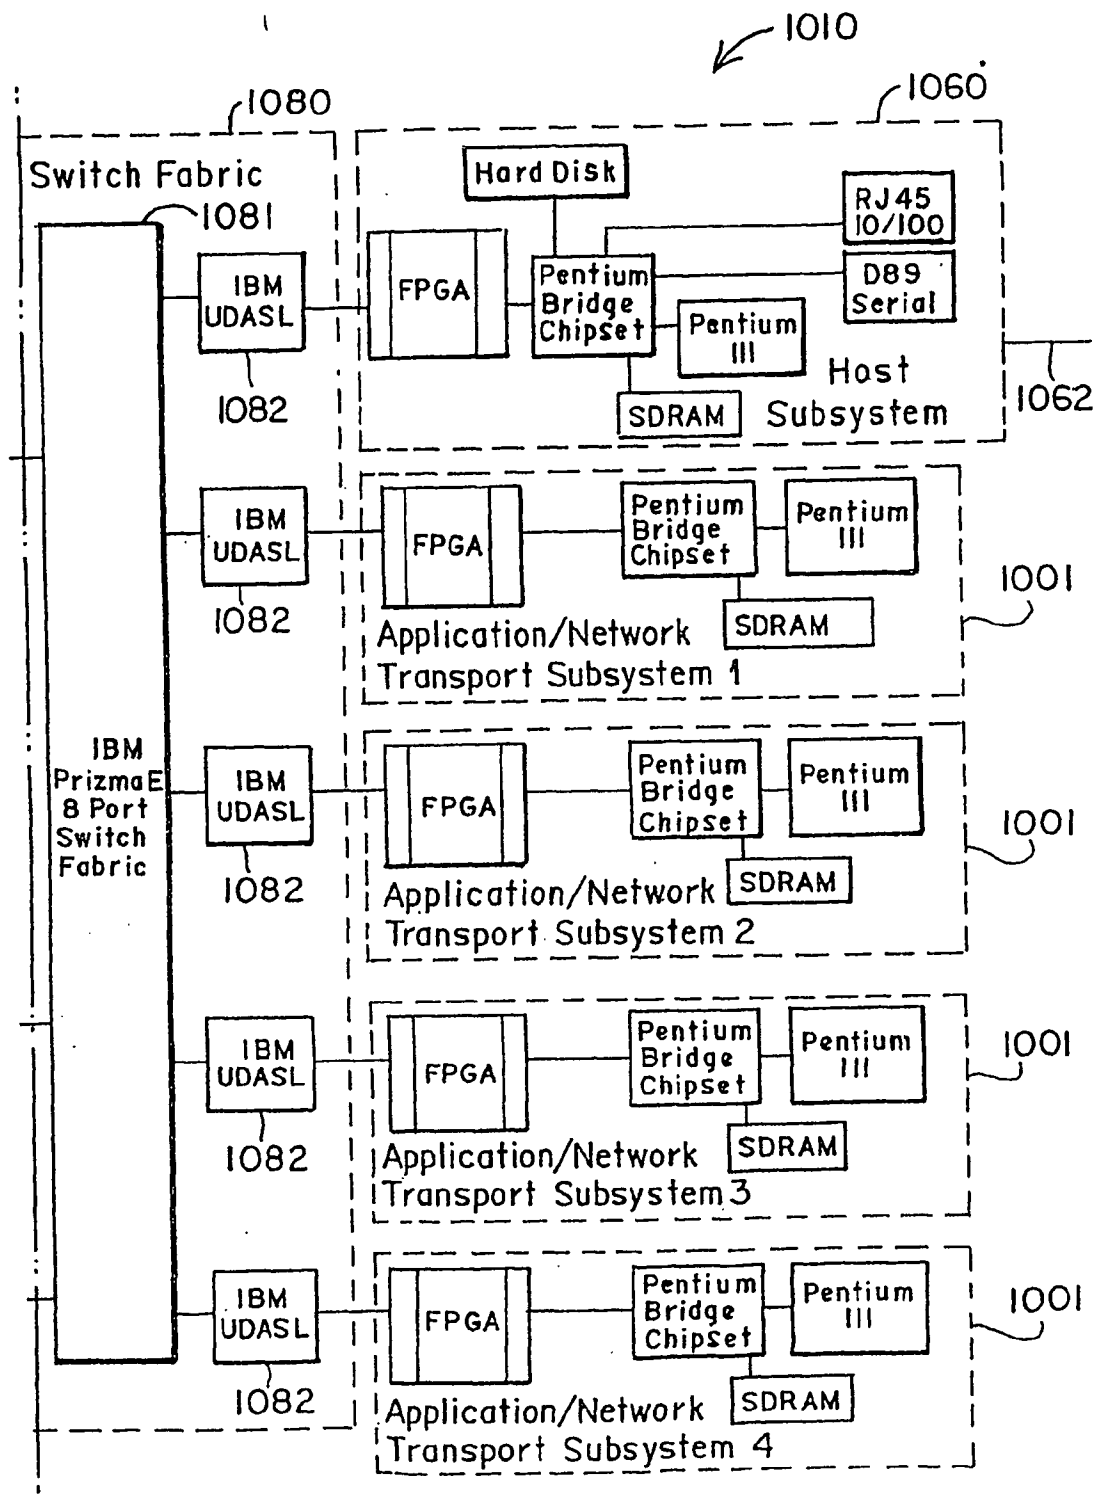 1010
1080
1060
Switch Fabric
1081
Hard Disk
RJ45
10/100
IBM
UDASL
FPGA
Pentium
Bridge
Chipset
D89
Serial
Pentium
III
1082
SDRAM
Host
Subsystem
1062
IBM
UDASL
FPGA
Pentium
Bridge
Chipset
Pentium
III
1082
SDRAM
1001
Application/Network
Transport Subsystem 1
IBM
PrizmaE
8 Port
Switch
Fabric
IBM
UDASL
FPGA
Pentium
Bridge
Chipset
Pentium
III
1082
SDRAM
1001
Application/Network
Transport Subsystem 2
IBM
UDASL
FPGA
Pentium
Bridge
Chipset
Pentium
III
1082
SDRAM
1001
Application/Network
Transport Subsystem 3
IBM
UDASL
FPGA
Pentium
Bridge
Chipset
Pentium
III
1082
SDRAM
1001
Application/Network
Transport Subsystem 4